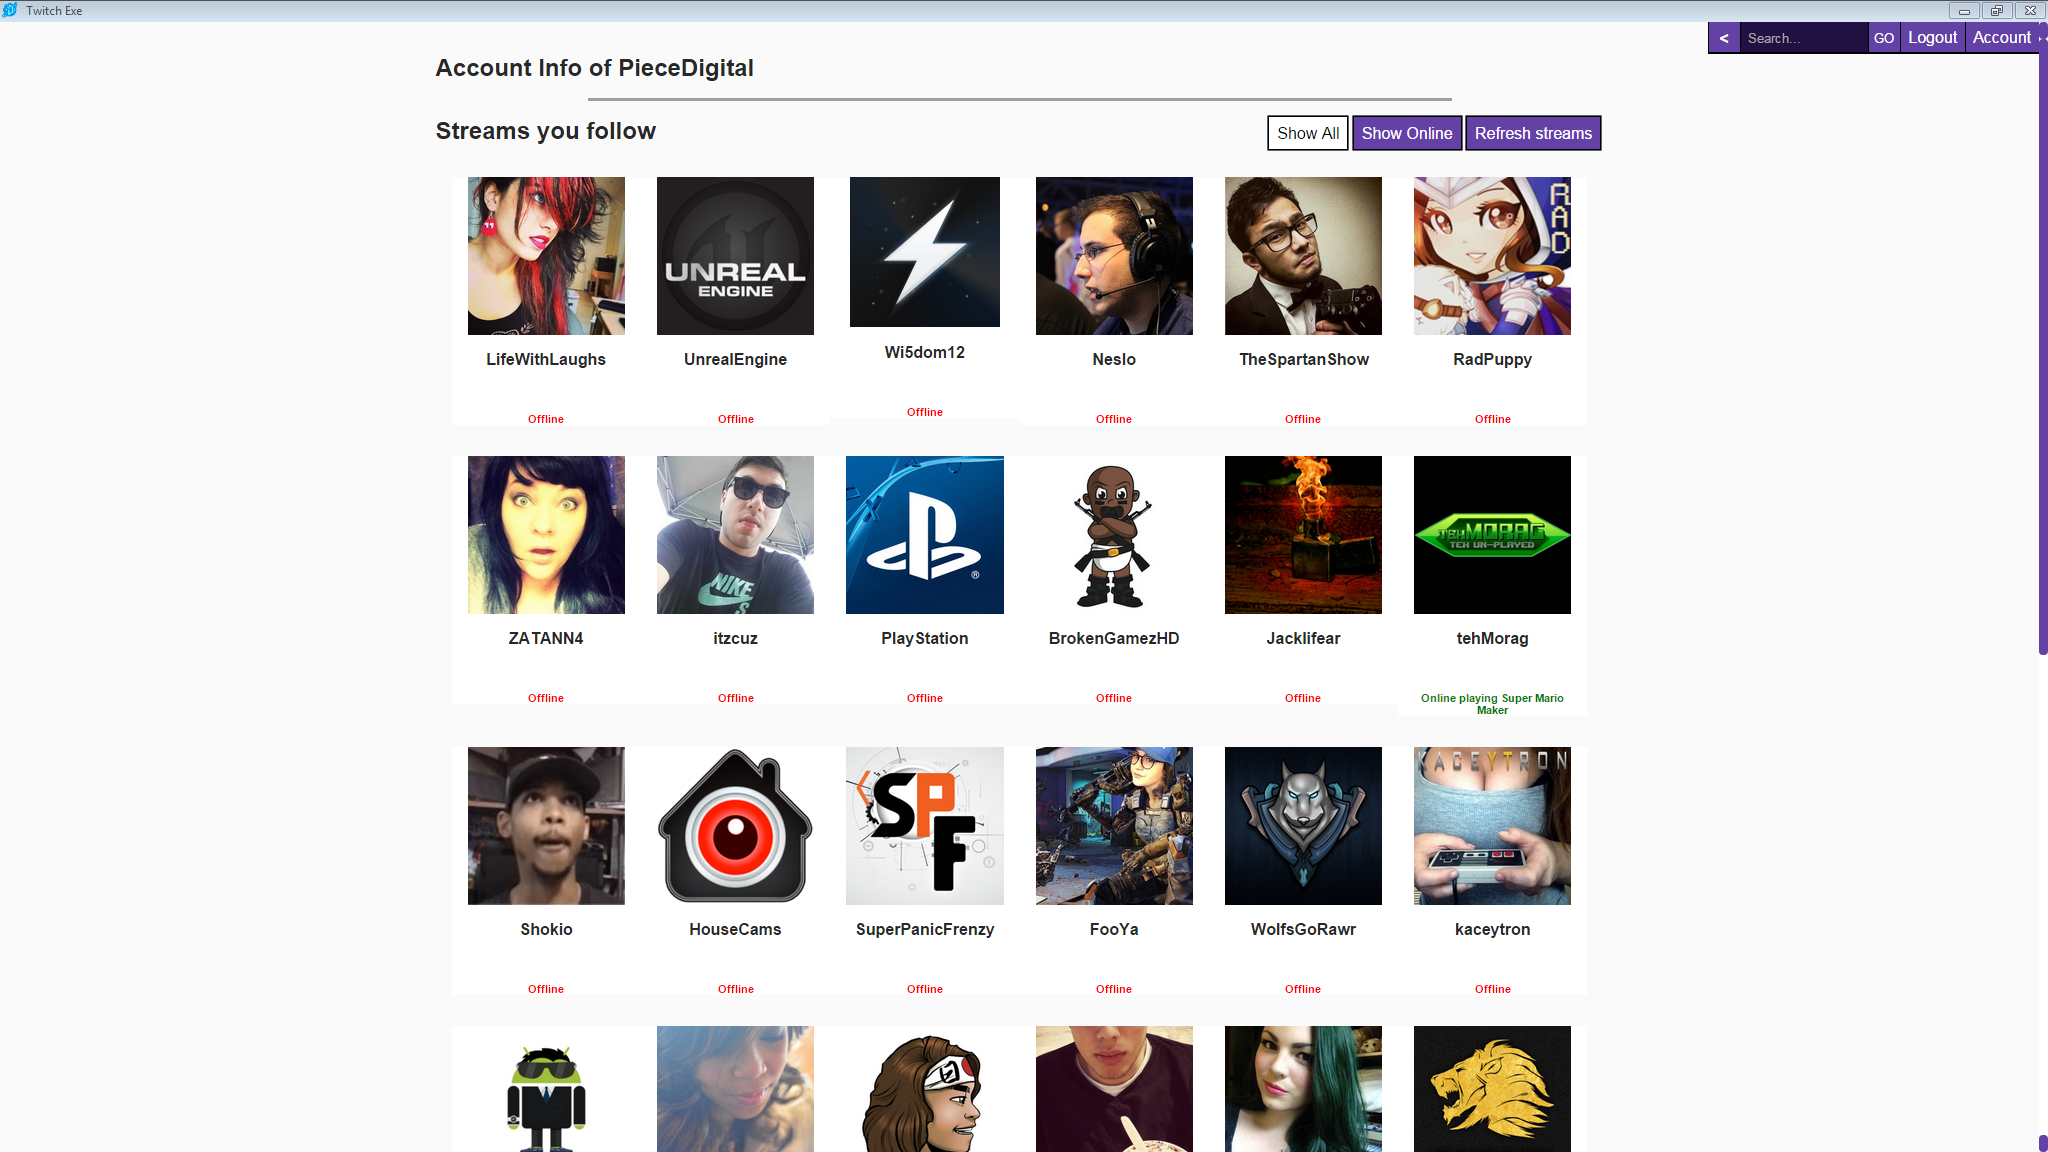 Twitch Exe
<
Search...
GO
Logout
Account
Account Info of PieceDigital
Streams you follow
Show All
Show Online
Refresh streams
UNREAL
ENGINE
RAD
LifeWithLaughs
UnrealEngine
Wi5dom12
Neslo
TheSpartanShow
RadPuppy
Offline
Offline
Offline
Offline
Offline
Offline
NIKE
®
TEHMORAG
TEH UN-PLAYED
ZATANN4
itzcuz
PlayStation
BrokenGamezHD
Jacklifear
tehMorag
Offline
Offline
Offline
Offline
Offline
Online playing Super Mario
Maker
SPF
KACEYTRON
Shokio
HouseCams
SuperPanicFrenzy
FooYa
WolfsGoRawr
kaceytron
Offline
Offline
Offline
Offline
Offline
Offline